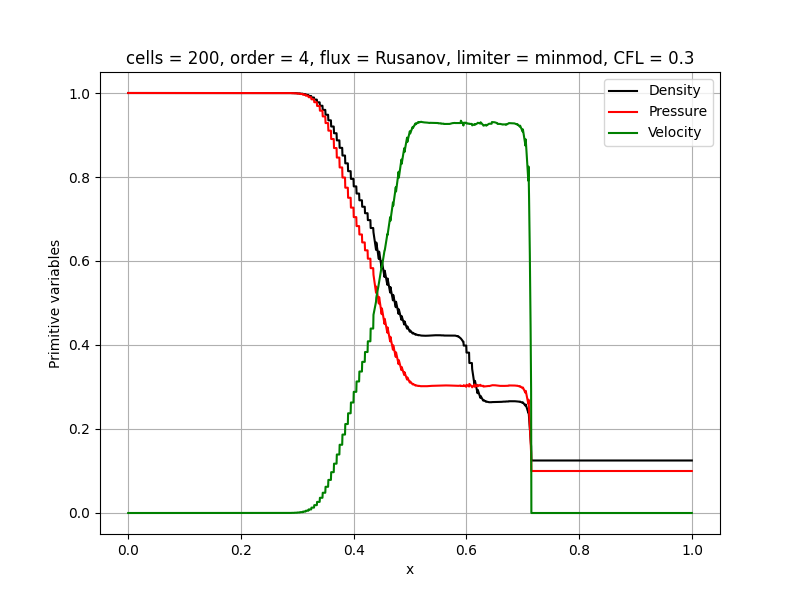 cells = 200, order = 4, flux = Rusanov, limiter = minmod, CFL = 0.3
Density
Pressure
Velocity
Primitive variables
1.0
0.8
0.6
0.4
0.2
0.0
0.0 0.2 0.4 0.6 0.8 1.0
x